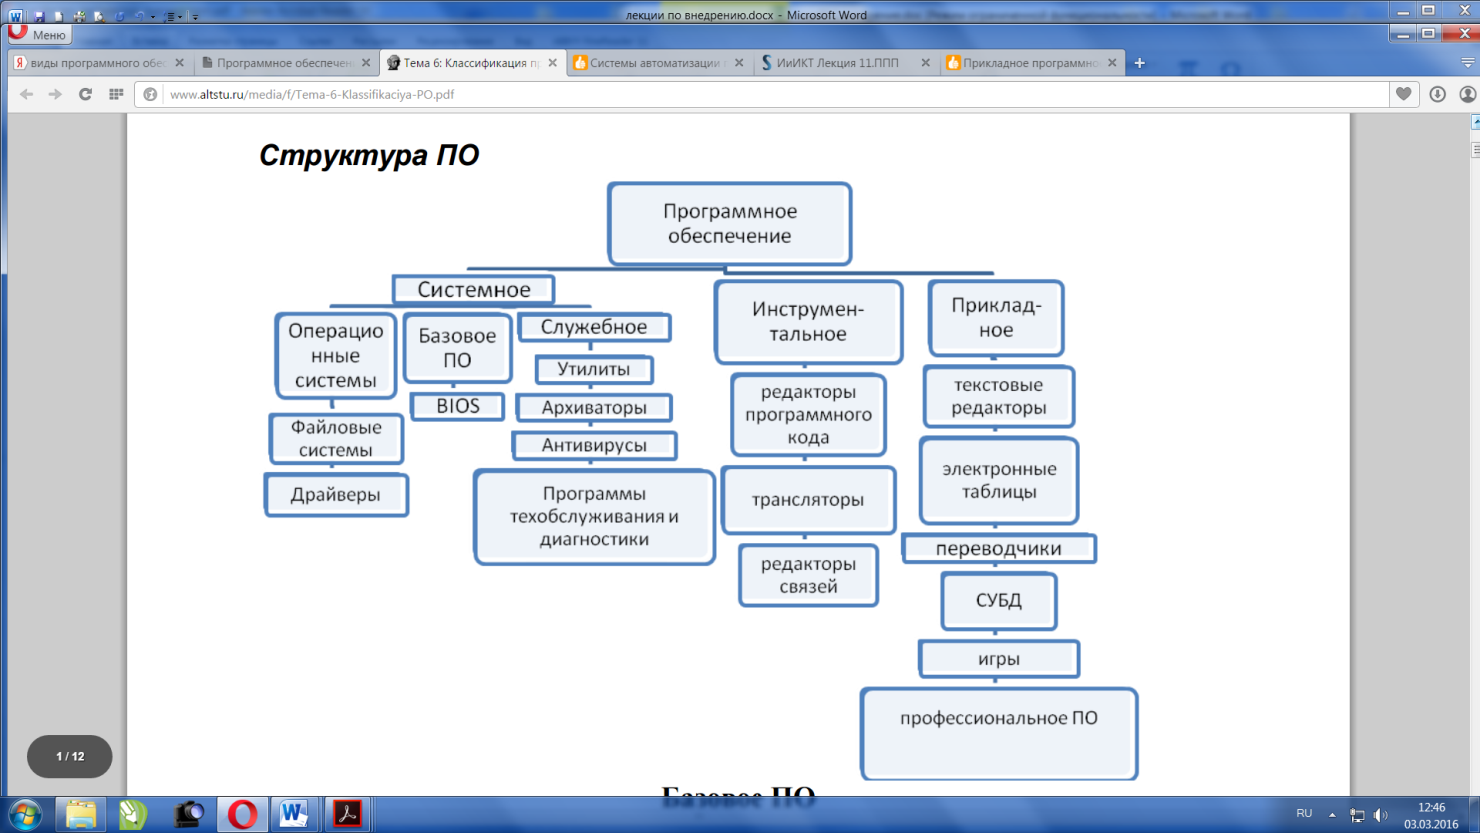 лекции по внедрению.docx - Microsoft Word
Меню
виды программного обес
Программное обеспечен
Тема 6: Классификация п
Системы автоматизации
ИиИКТ Лекция 11.ППП
Прикладное программно
www.altstu.ru/media/f/Tema-6-Klassifikaciya-PO.pdf
Структура ПО
Программное
обеспечение
Системное
Операцио
нные
системы
Файловые
системы
Драйверы
Базовое
ПО
BIOS
Служебное
Утилиты
Архиваторы
Антивирусы
Программы
техобслуживания и
диагностики
Инструмен-
тальное
редакторы
программного
кода
трансляторы
редакторы
связей
Приклад-
ное
текстовые
редакторы
электронные
таблицы
переводчики
СУБД
игры
профессиональное ПО
1 / 12
Базовое ПО
RU
12:46
03.03.2016